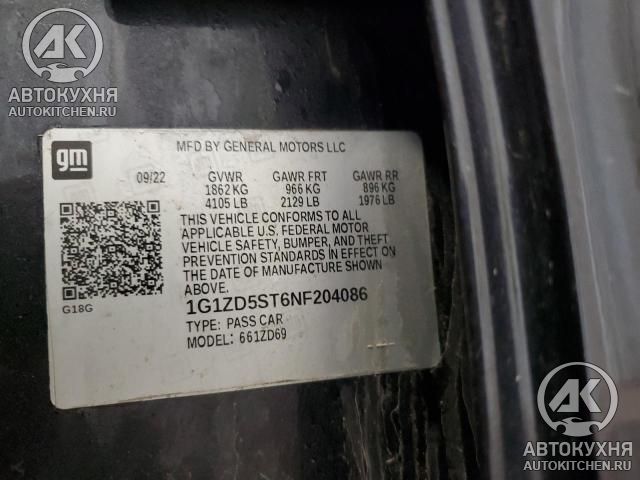 AK
АВТОКУХНЯ
AUTOKITCHEN.RU
gm
MFD BY GENERAL MOTORS LLC
09/22 GVWR GAWR FRT GAWR RR
1862 KG 966 KG 896 KG
4105 LB 2129 LB 1976 LB
THIS VEHICLE CONFORMS TO ALL
APPLICABLE U.S. FEDERAL MOTOR
VEHICLE SAFETY, BUMPER, AND THEFT
PREVENTION STANDARDS IN EFFECT ON
THE DATE OF MANUFACTURE SHOWN
ABOVE.
G18G
1G1ZD5ST6NF204086
TYPE: PASS CAR
MODEL: 661ZD69
AK
АВТОКУХНЯ
AUTOKITCHEN.RU